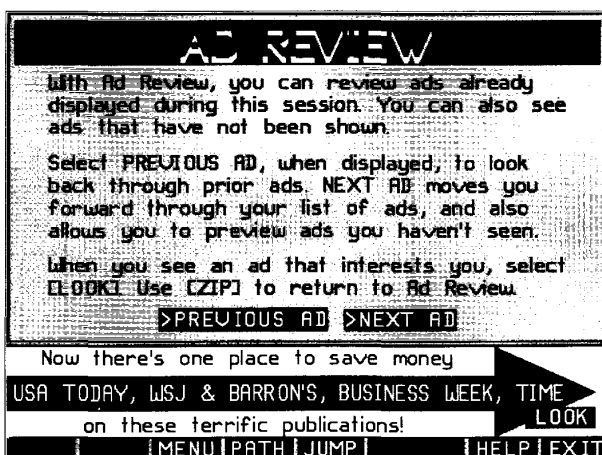 AD REVIEW
With Ad Review, you can review ads already
displayed during this session. You can also see
ads that have not been shown.
Select PREVIOUS AD, when displayed, to look
back through prior ads. NEXT AD moves you
forward through your list of ads, and also
allows you to preview ads you haven't seen.
When you see an ad that interests you, select
[LOOK]. Use [ZIP] to return to Ad Review.
>PREVIOUS AD >NEXT AD
Now there's one place to save money
USA TODAY, WSJ & BARRON'S, BUSINESS WEEK, TIME
on these terrific publications!
LOOK
MENU PATH JUMP HELP EXIT